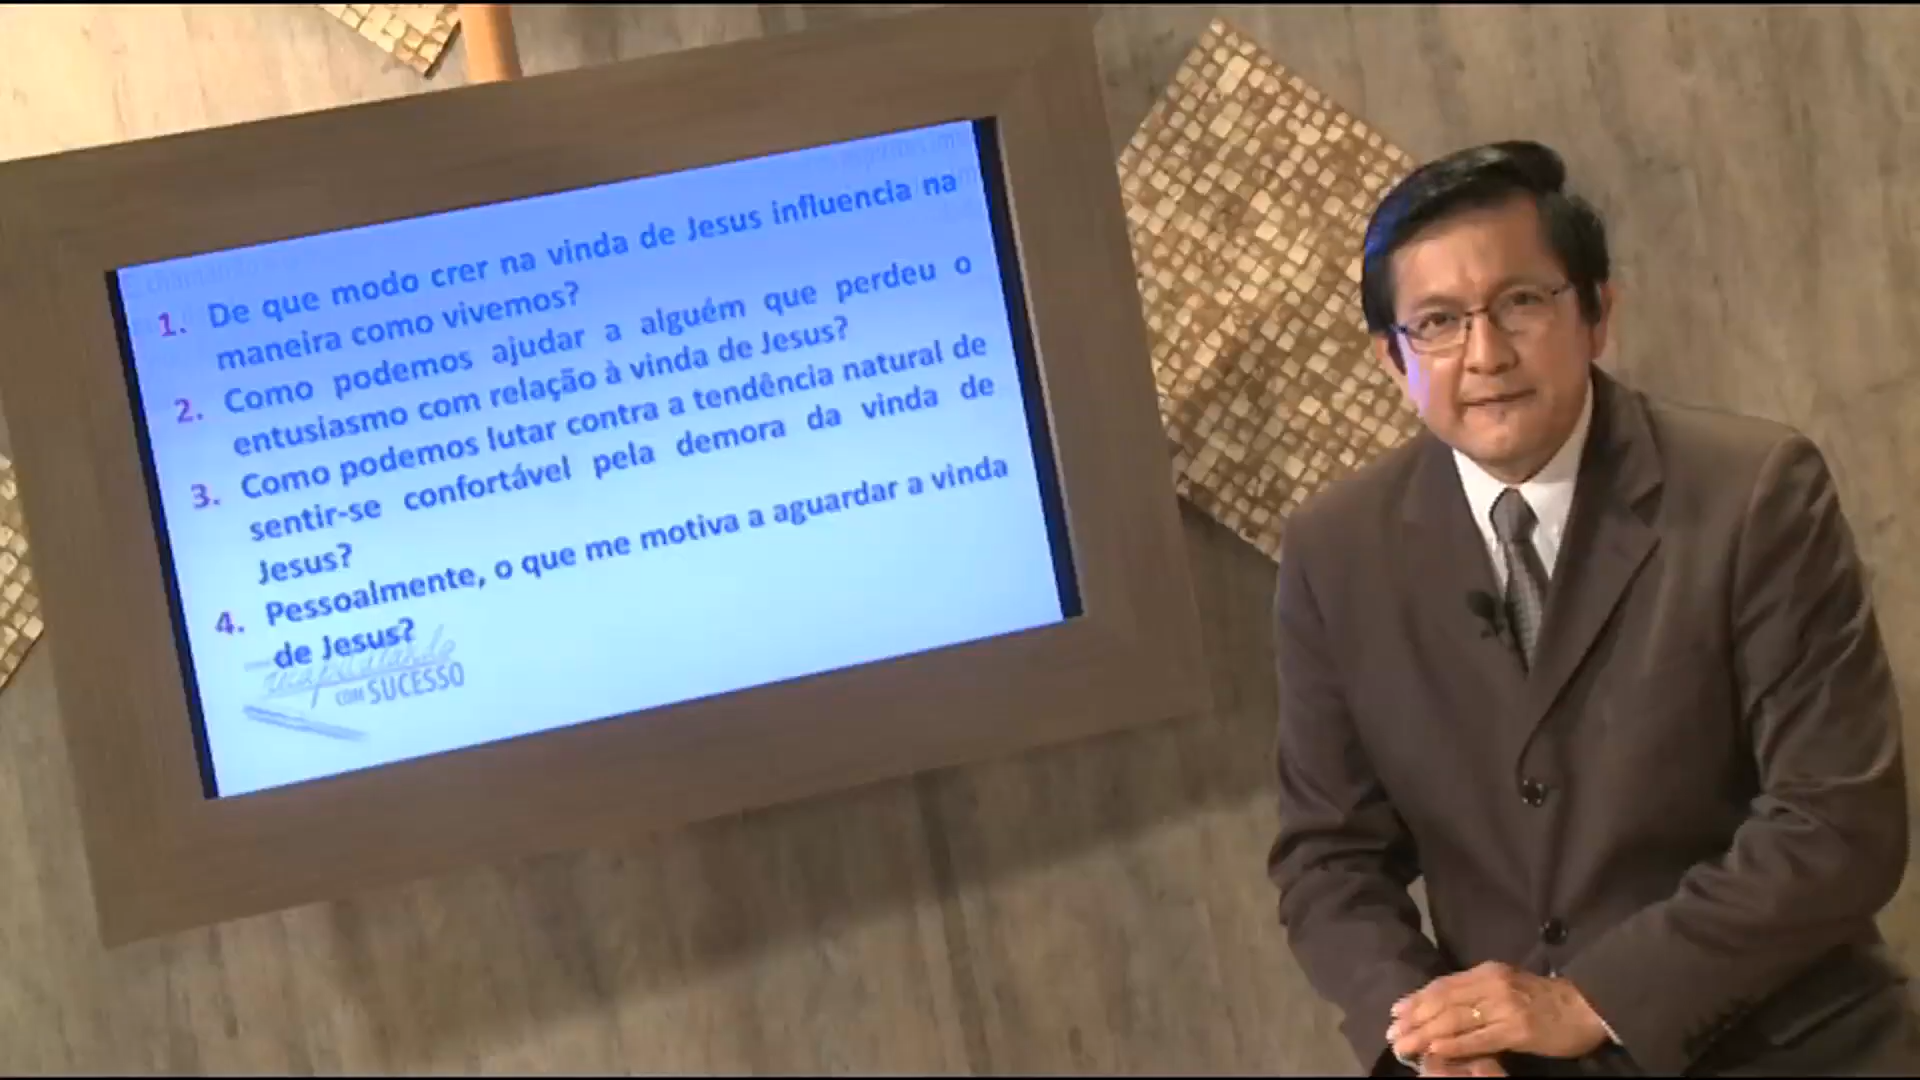 1. De que modo crer na vinda de Jesus influencia na
maneira como vivemos?
2. Como podemos ajudar a alguém que perdeu o
entusiasmo com relação à vinda de Jesus?
3. Como podemos lutar contra a tendência natural de
sentir-se confortável pela demora da vinda de
Jesus?
4. Pessoalmente, o que me motiva a aguardar a vinda
de Jesus?
COM SUCESSO